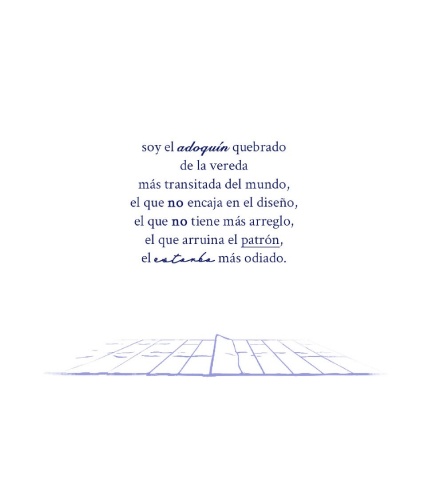 soy el adoquín quebrado
de la vereda
más transitada del mundo,
el que no encaja en el diseño,
el que no tiene más arreglo,
el que arruina el patrón,
el estorbo más odiado.